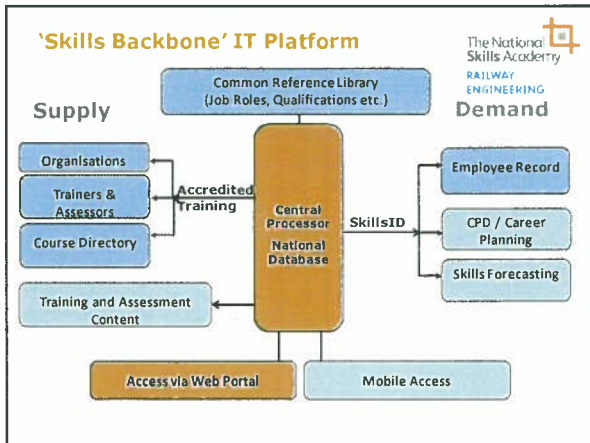 'Skills Backbone' IT Platform
The National
Skills Academy
RAILWAY
ENGINEERING
Common Reference Library
(Job Roles, Qualifications etc.)
Supply
Demand
Organisations
Trainers &
Assessors
Course Directory
Accredited
Training
Central
Processor
National
Database
SkillsID
Employee Record
CPD / Career
Planning
Skills Forecasting
Training and Assessment
Content
Access via Web Portal
Mobile Access